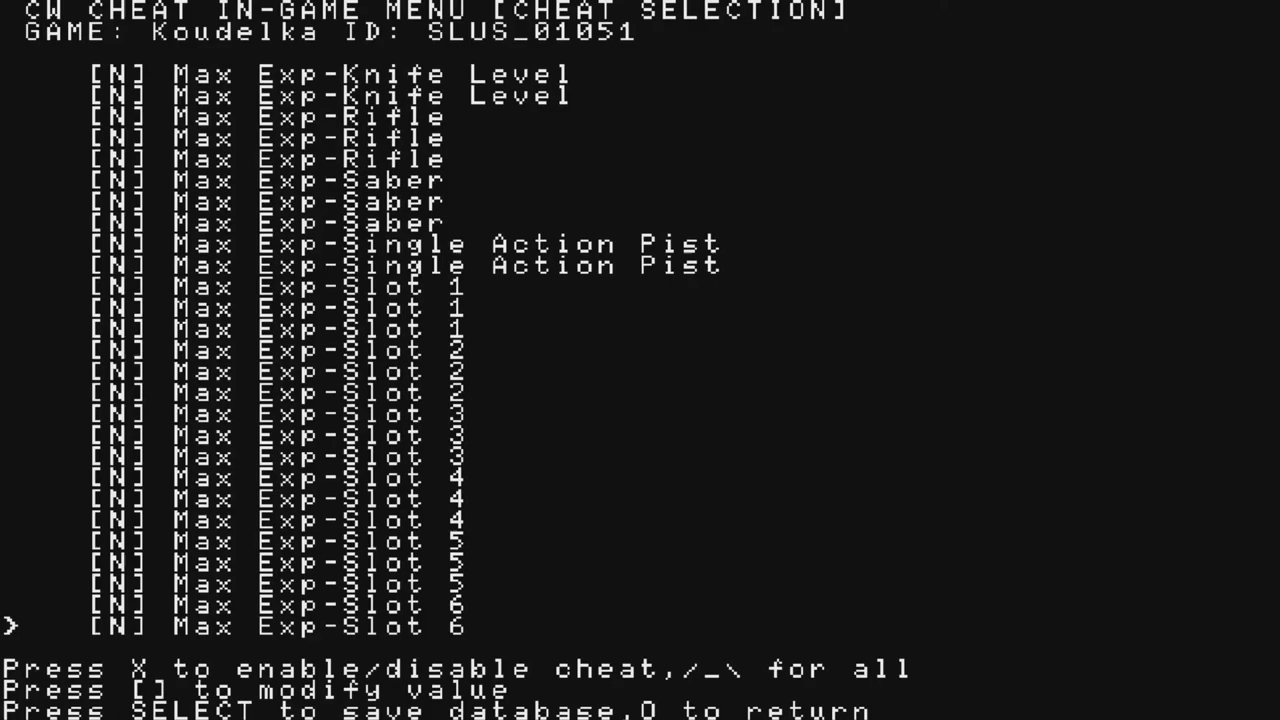 CW CHEAT IN-GAME MENU [CHEAT SELECTION]
GAME: Koudelka ID: SLUS_01051
[N] Max Exp-Knife Level
[N] Max Exp-Knife Level
[N] Max Exp-Rifle
[N] Max Exp-Rifle
[N] Max Exp-Rifle
[N] Max Exp-Saber
[N] Max Exp-Saber
[N] Max Exp-Saber
[N] Max Exp-Single Action Pist
[N] Max Exp-Single Action Pist
[N] Max Exp-Slot 1
[N] Max Exp-Slot 1
[N] Max Exp-Slot 1
[N] Max Exp-Slot 2
[N] Max Exp-Slot 2
[N] Max Exp-Slot 2
[N] Max Exp-Slot 3
[N] Max Exp-Slot 3
[N] Max Exp-Slot 3
[N] Max Exp-Slot 4
[N] Max Exp-Slot 4
[N] Max Exp-Slot 4
[N] Max Exp-Slot 5
[N] Max Exp-Slot 5
[N] Max Exp-Slot 5
[N] Max Exp-Slot 6
> [N] Max Exp-Slot 6
Press X to enable/disable cheat,/_\ for all
Press [] to modify value
Press SELECT to save database,O to return